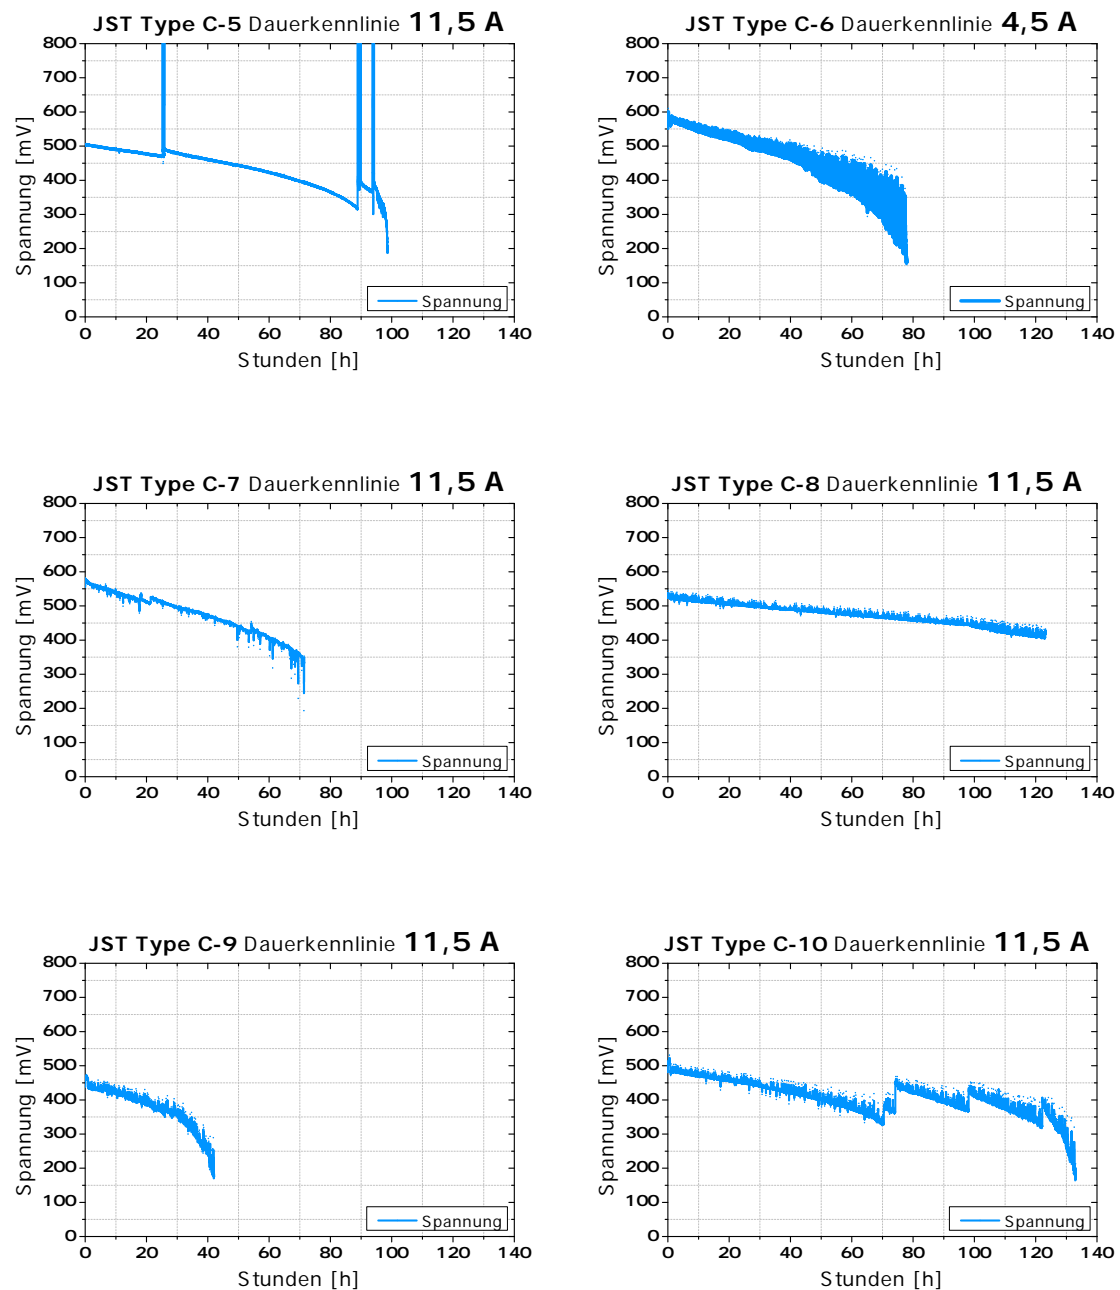 JST Type C-5 Dauerkennlinie 11,5 A
800
700
600
500
400
300
200
100
0
Spannung [mV]
Spannung
0 20 40 60 80 100 120 140
Stunden [h]
JST Type C-6 Dauerkennlinie 4,5 A
800
700
600
500
400
300
200
100
0
Spannung [mV]
Spannung
0 20 40 60 80 100 120 140
Stunden [h]
JST Type C-7 Dauerkennlinie 11,5 A
800
700
600
500
400
300
200
100
0
Spannung [mV]
Spannung
0 20 40 60 80 100 120 140
Stunden [h]
JST Type C-8 Dauerkennlinie 11,5 A
800
700
600
500
400
300
200
100
0
Spannung [mV]
Spannung
0 20 40 60 80 100 120 140
Stunden [h]
JST Type C-9 Dauerkennlinie 11,5 A
800
700
600
500
400
300
200
100
0
Spannung [mV]
Spannung
0 20 40 60 80 100 120 140
Stunden [h]
JST Type C-10 Dauerkennlinie 11,5 A
800
700
600
500
400
300
200
100
0
Spannung [mV]
Spannung
0 20 40 60 80 100 120 140
Stunden [h]